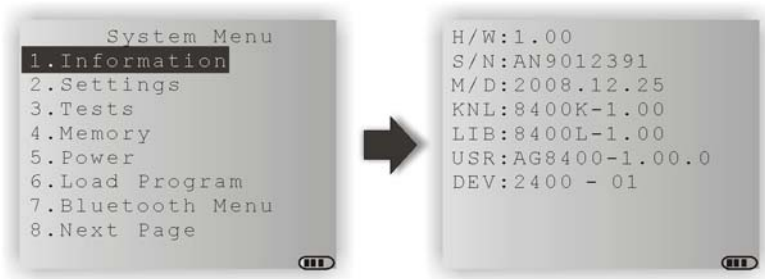 System Menu
1.Information
2.Settings
3.Tests
4.Memory
5.Power
6.Load Program
7.Bluetooth Menu
8.Next Page
H/W:1.00
S/N:AN9012391
M/D:2008.12.25
KNL:8400K-1.00
LIB:8400L-1.00
USR:AG8400-1.00.0
DEV:2400 - 01